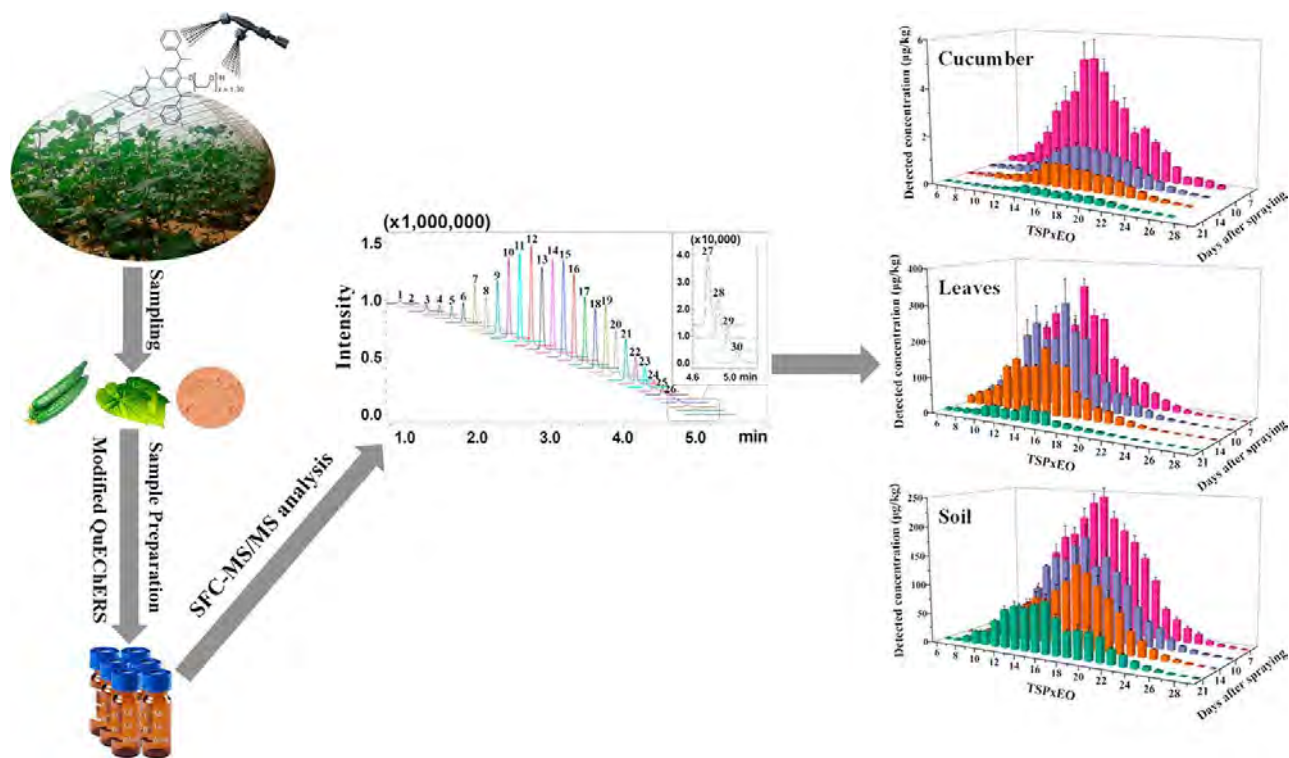 Sampling
Sample Preparation
Modified QuEChERS
SFC-MS/MS analysis
(x1,000,000)
Intensity
1.5
1.0
0.5
0.0
1 2 3 4 5 6 7 8 9 10 11 12 13 14 15 16 17 18 19 20 21 22 23 24 25 26
1.0 2.0 3.0 4.0 5.0 min
(x10,000)
4.0
3.0
2.0
1.0
0.0
27
28
29
30
4.6 5.0 min
Cucumber
Detected concentration (µg/kg)
6
4
2
0
6 8 10 12 14 16 18 20 22 24 26 28
TSPxEO
21 14 10 7
Days after spraying
Leaves
Detected concentration (µg/kg)
400
300
200
100
0
6 8 10 12 14 16 18 20 22 24 26 28
TSPxEO
21 14 10 7
Days after spraying
Soil
Detected concentration (µg/kg)
250
200
150
100
50
0
6 8 10 12 14 16 18 20 22 24 26 28
TSPxEO
21 14 10 7
Days after spraying